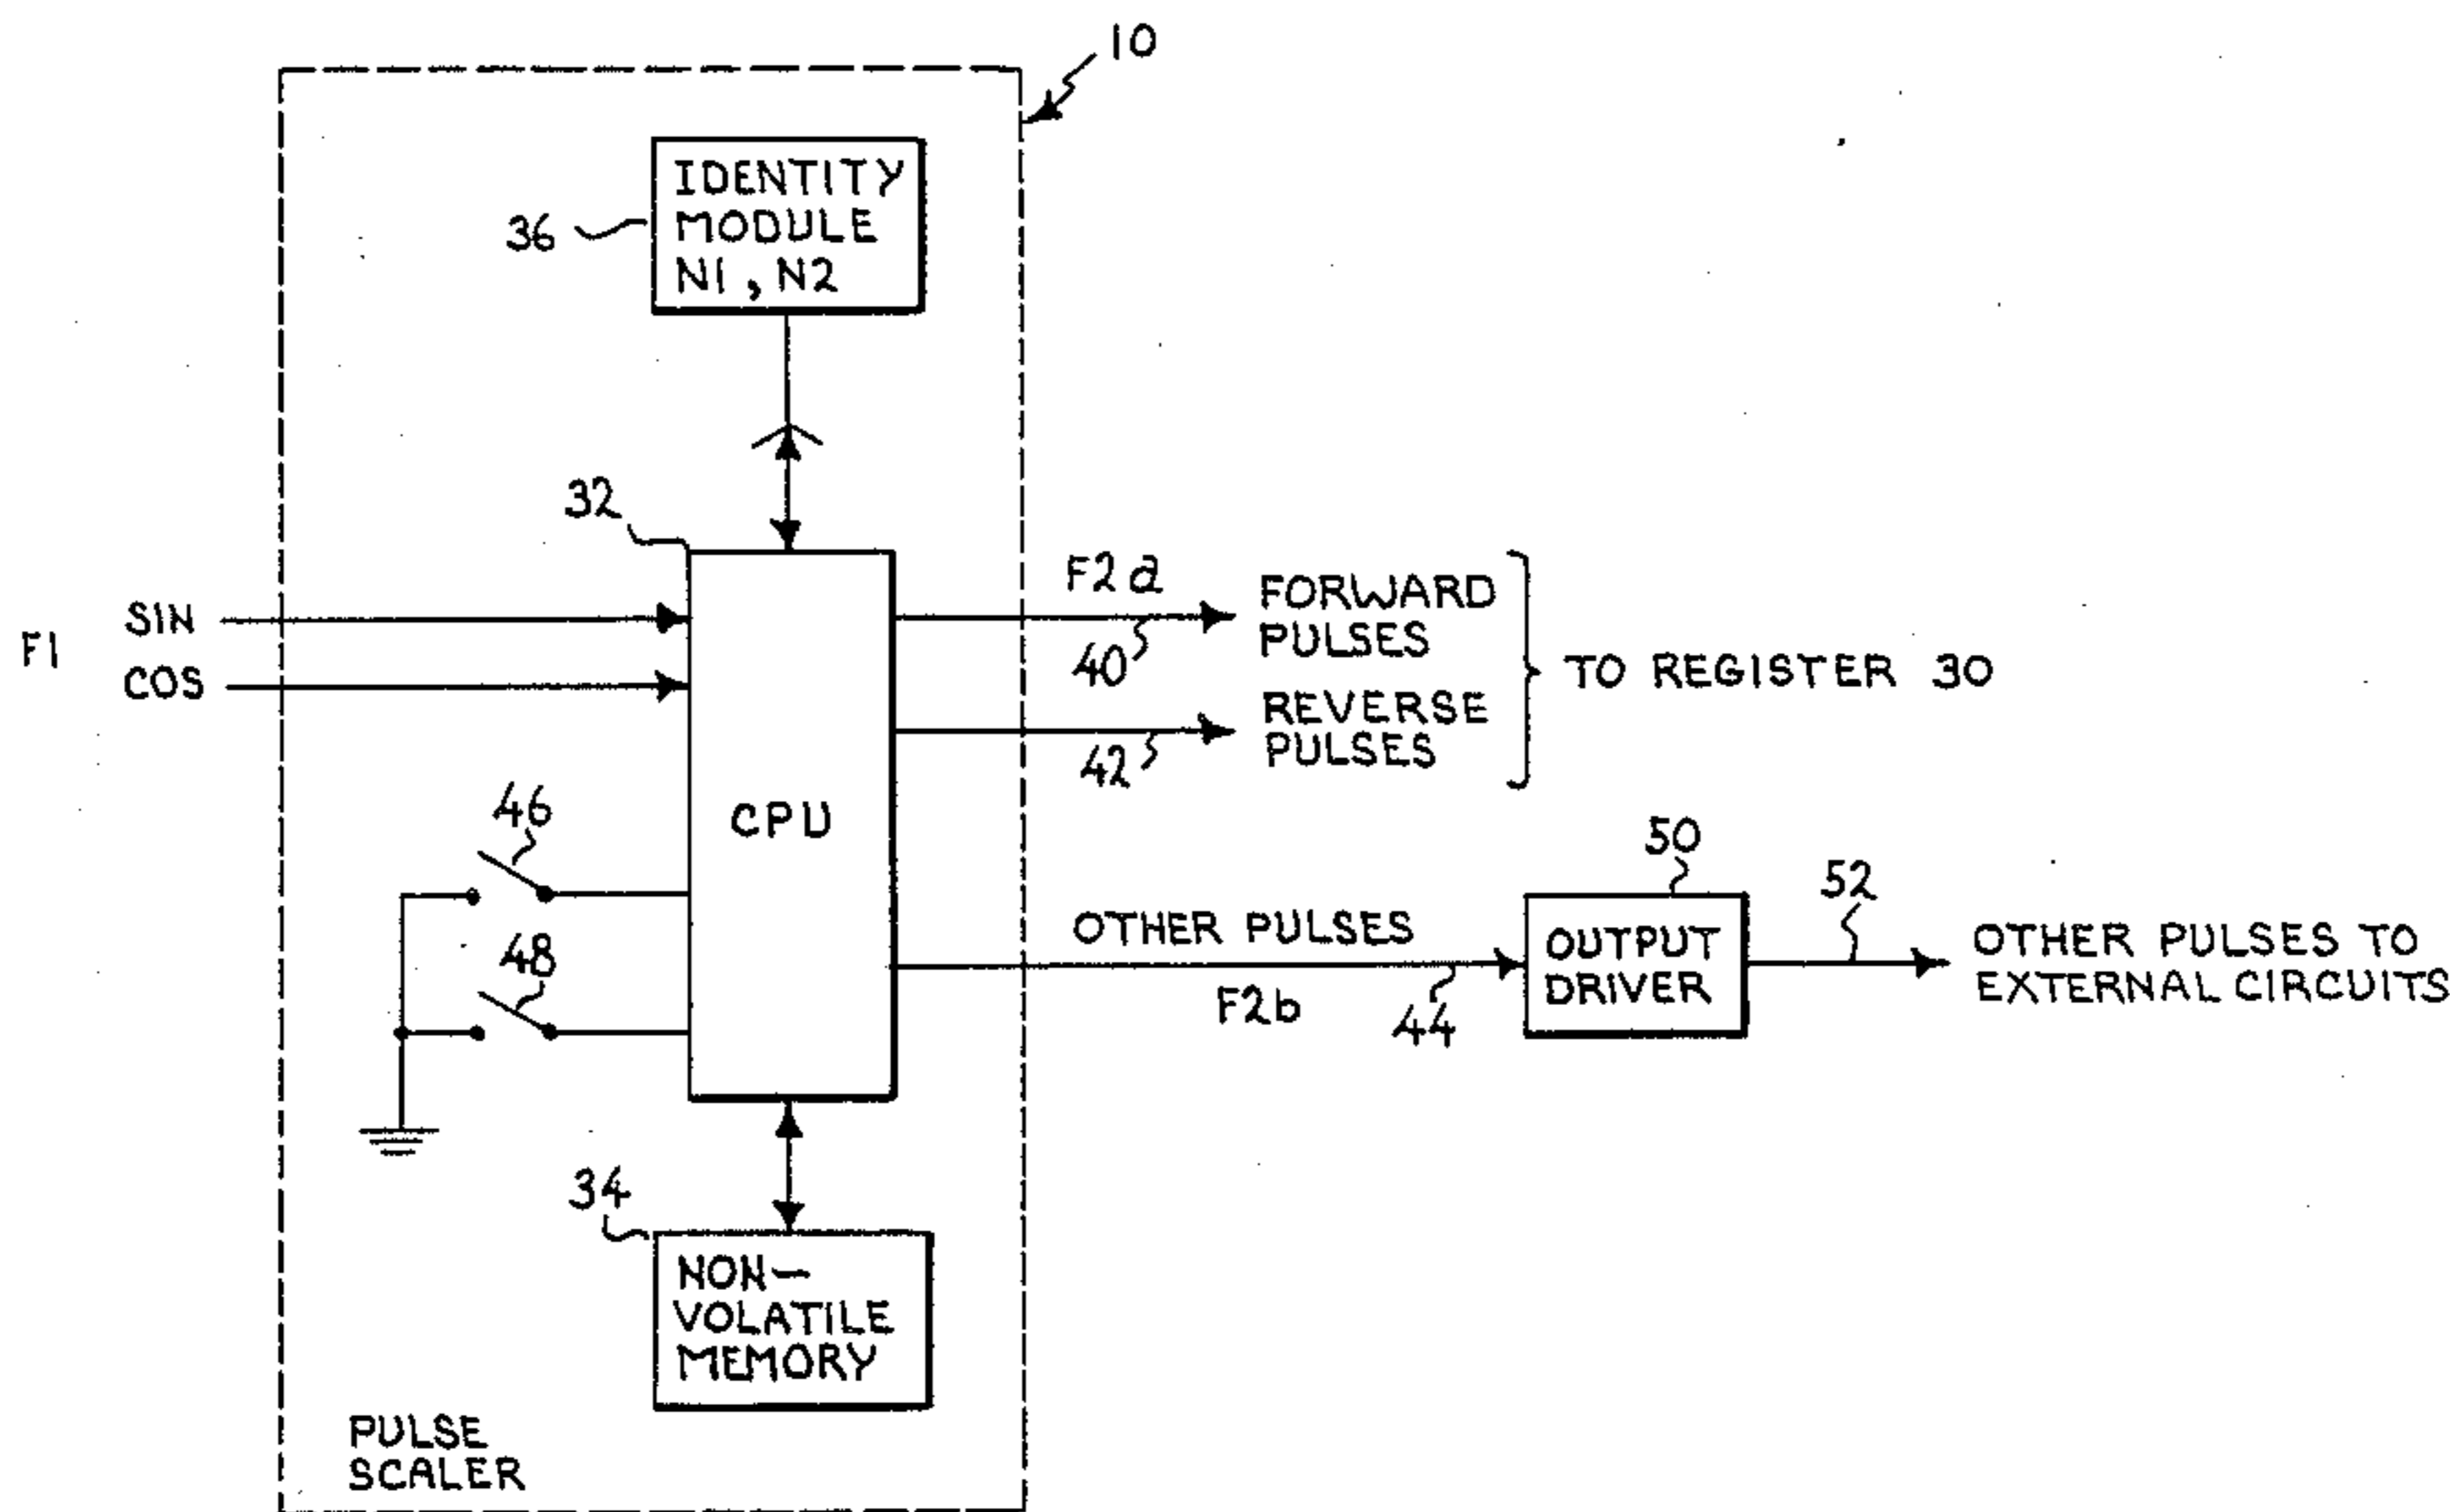 10
IDENTITY
MODULE
N1, N2
36
32
F1
SIN
COS
F2a
40
FORWARD
PULSES
42
REVERSE
PULSES
TO REGISTER 30
CPU
46
48
OTHER PULSES
F2b
44
50
OUTPUT
DRIVER
52
OTHER PULSES TO
EXTERNAL CIRCUITS
34
NON-
VOLATILE
MEMORY
PULSE
SCALER